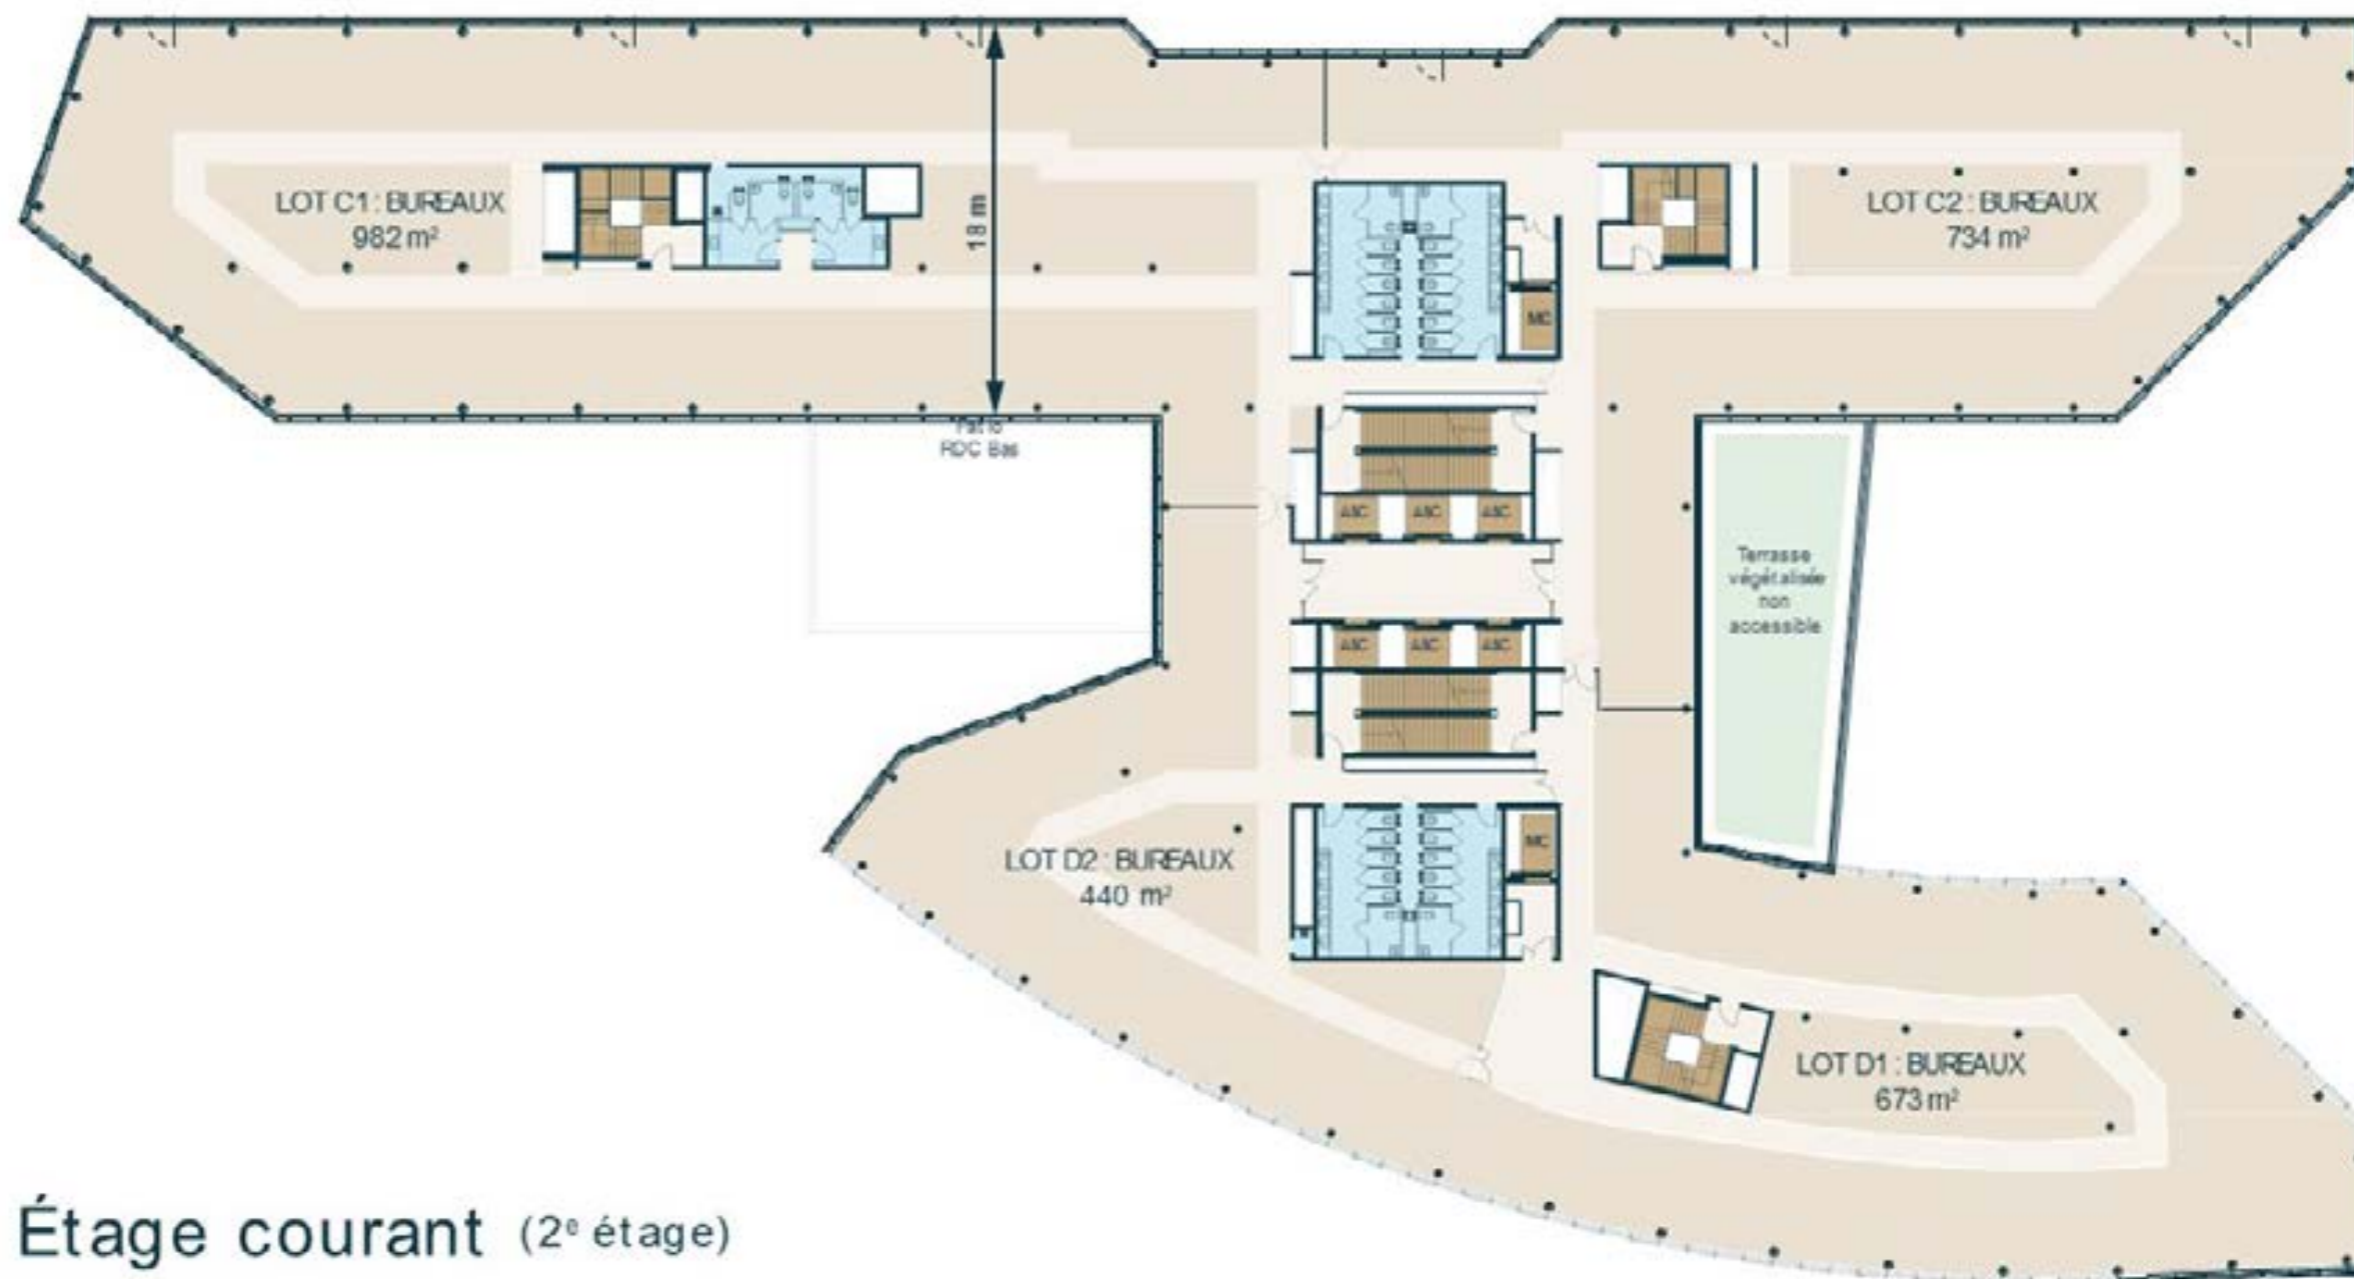 LOT C1 : BUREAUX
982 m²
18 m
LOT C2 : BUREAUX
734 m²
MC
Patio
RDC Bas
ASC ASC ASC
Terrasse
végétalisée
non
accessible
ASC ASC ASC
MC
LOT D2 : BUREAUX
440 m²
LOT D1 : BUREAUX
673 m²
Étage courant (2e étage)